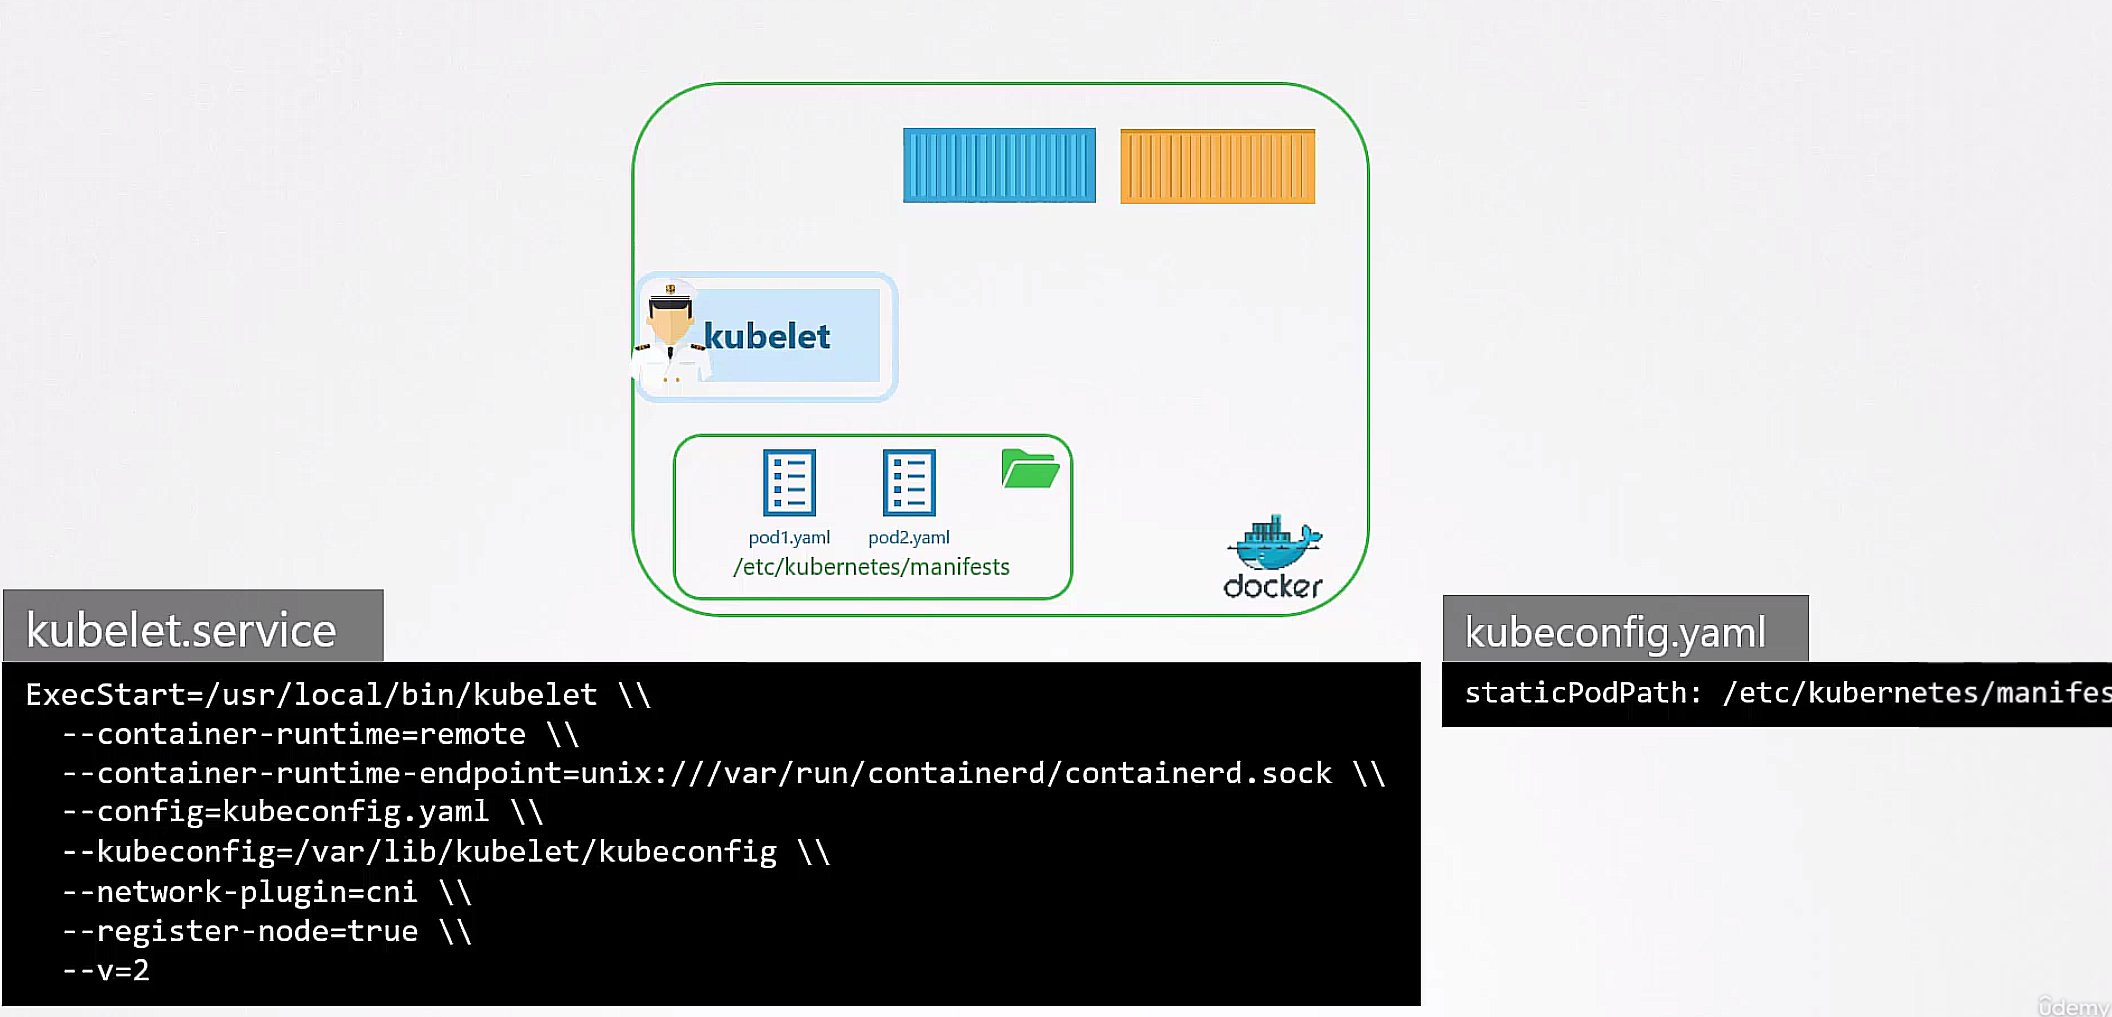 kubelet
pod1.yaml pod2.yaml
/etc/kubernetes/manifests
docker
kubelet.service
ExecStart=/usr/local/bin/kubelet \\
--container-runtime=remote \\
--container-runtime-endpoint=unix:///var/run/containerd/containerd.sock \\
--config=kubeconfig.yaml \\
--kubeconfig=/var/lib/kubelet/kubeconfig \\
--network-plugin=cni \\
--register-node=true \\
--v=2
kubeconfig.yaml
staticPodPath: /etc/kubernetes/manifes
ûdemy